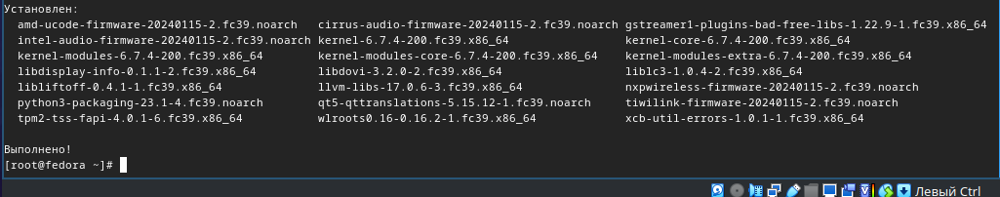 Установлен:
amd-ucode-firmware-20240115-2.fc39.noarch cirrus-audio-firmware-20240115-2.fc39.noarch gstreamer1-plugins-bad-free-libs-1.22.9-1.fc39.x86_64
intel-audio-firmware-20240115-2.fc39.noarch kernel-6.7.4-200.fc39.x86_64 kernel-core-6.7.4-200.fc39.x86_64
kernel-modules-6.7.4-200.fc39.x86_64 kernel-modules-core-6.7.4-200.fc39.x86_64 kernel-modules-extra-6.7.4-200.fc39.x86_64
libdisplay-info-0.1.1-2.fc39.x86_64 libdovi-3.2.0-2.fc39.x86_64 liblc3-1.0.4-2.fc39.x86_64
libliftoff-0.4.1-1.fc39.x86_64 llvm-libs-17.0.6-3.fc39.x86_64 nxpwireless-firmware-20240115-2.fc39.noarch
python3-packaging-23.1-4.fc39.noarch qt5-qttranslations-5.15.12-1.fc39.noarch tiwilink-firmware-20240115-2.fc39.noarch
tpm2-tss-fapi-4.0.1-6.fc39.x86_64 wlroots0.16-0.16.2-1.fc39.x86_64 xcb-util-errors-1.0.1-1.fc39.x86_64
Выполнено!
[root@fedora ~]#
Левый Ctrl